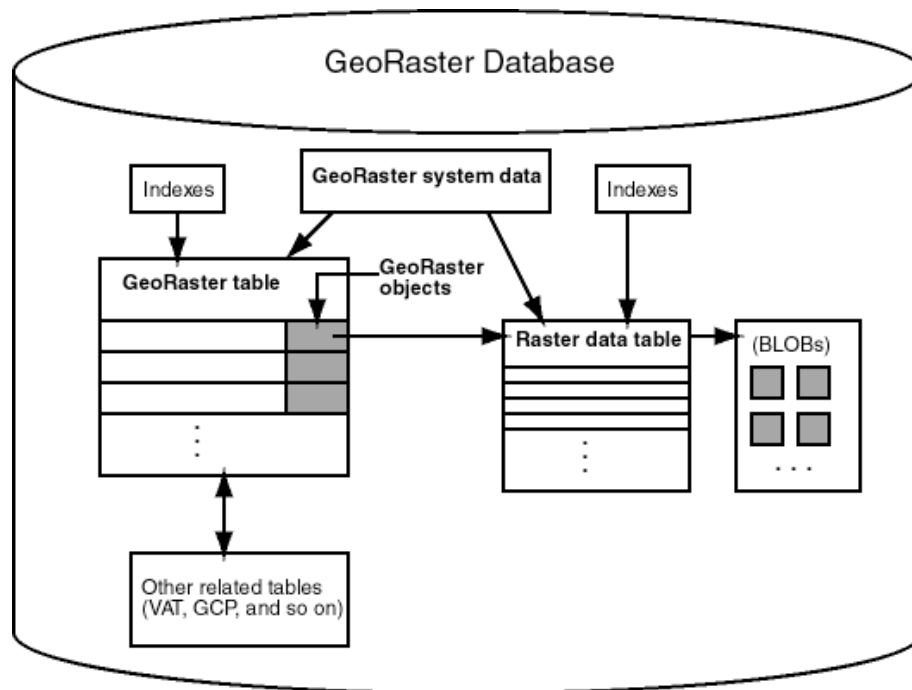 GeoRaster Database
Indexes
GeoRaster system data
Indexes
GeoRaster table
GeoRaster
objects
Raster data table
(BLOBs)
Other related tables
(VAT, GCP, and so on)